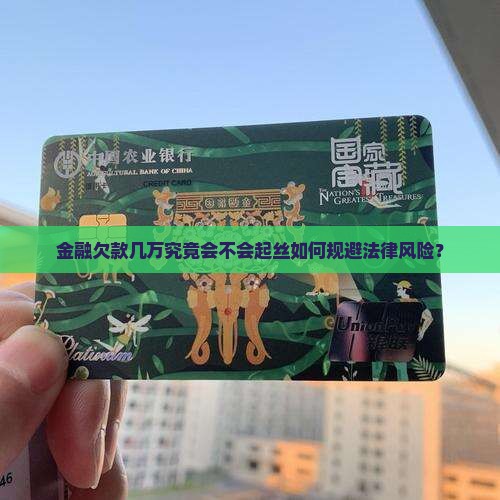 中国农业银行
AGRICULTURAL BANK OF CHINA
CREDIT CARD
国家
宝藏
NATION'S
GREATEST TREASURES
金融欠款几万究竟会不会起丝如何规避法律风险？
UnionPay
银联
Platinum
46